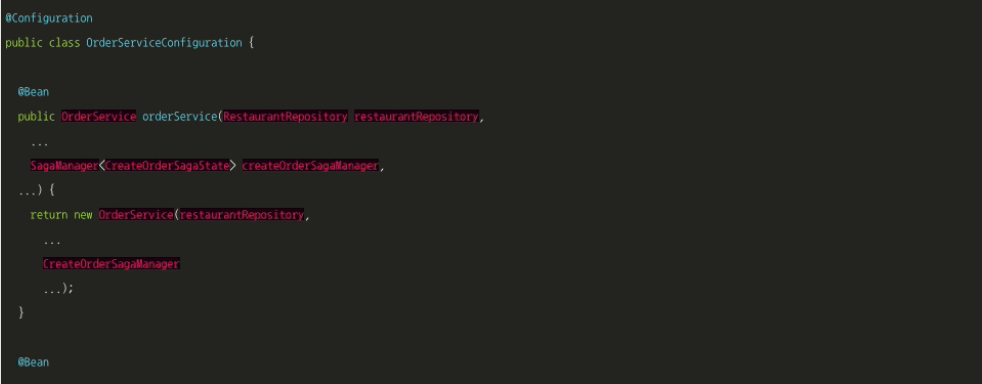 @Configuration
public class OrderServiceConfiguration {
@Bean
public OrderService orderService(RestaurantRepository restaurantRepository,
...
SagaManager<CreateOrderSagaState> createOrderSagaManager,
...) {
return new OrderService(restaurantRepository,
...
CreateOrderSagaManager
...);
}
@Bean